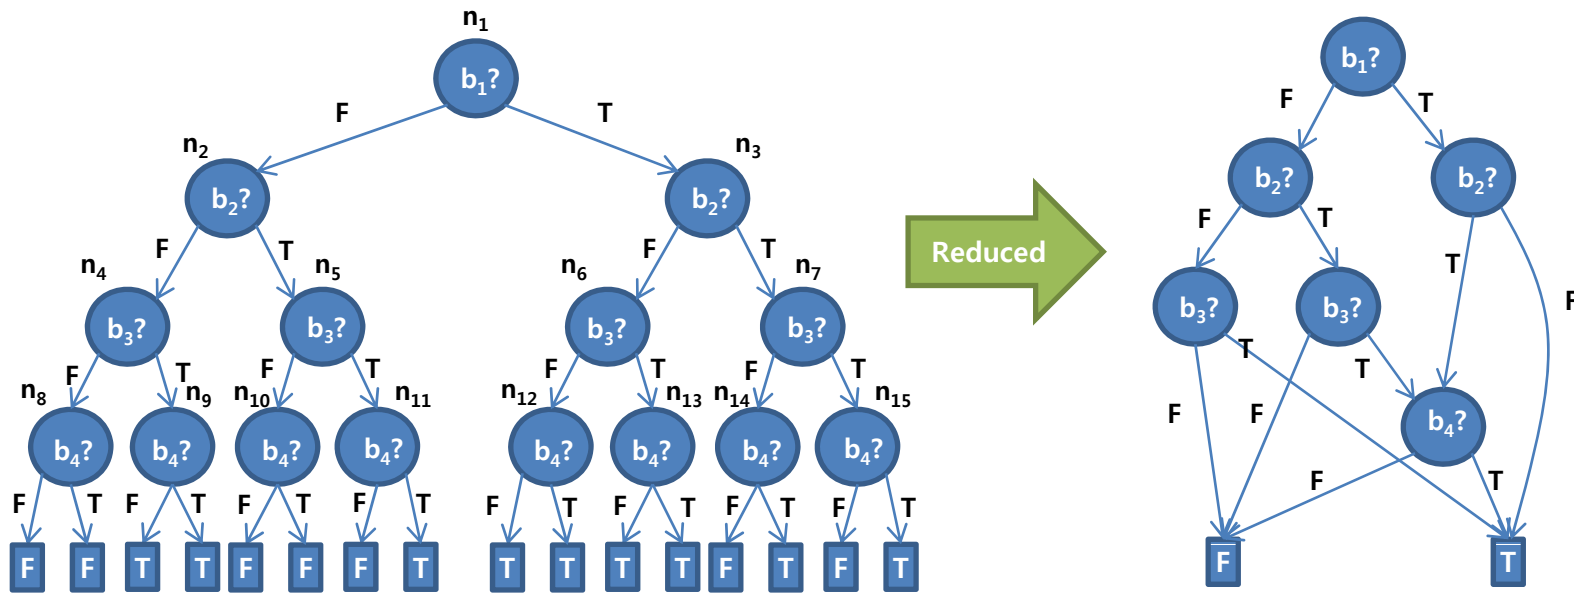 n1
b1?
F T
n2 n3
b2? b2?
F T F T
n4 n5 n6 n7
b3? b3? b3? b3?
F T F T F T F T
n8 n9 n10 n11 n12 n13 n14 n15
b4? b4? b4? b4? b4? b4? b4? b4?
F T F T F T F T F T F T F T F T
F F T T F F F T T T T T F T F T
Reduced
b1?
F T
b2? b2?
F T T F
b3? b3?
T T
F F
b4?
F T
F T